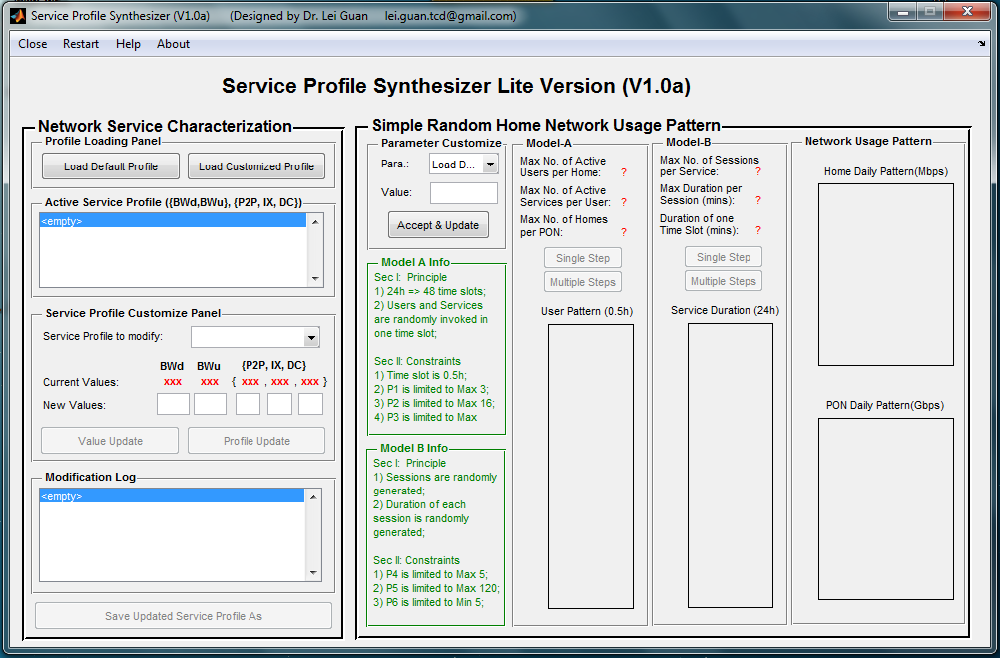 Service Profile Synthesizer (V1.0a) (Designed by Dr. Lei Guan lei.guan.tcd@gmail.com)
Close Restart Help About
Service Profile Synthesizer Lite Version (V1.0a)
Network Service Characterization
Profile Loading Panel
Load Default Profile Load Customized Profile
Active Service Profile ({BWd,BWu}, {P2P, IX, DC})
<empty>
Service Profile Customize Panel
Service Profile to modify:
BWd BWu {P2P, IX, DC}
Current Values: xxx xxx { xxx , xxx , xxx }
New Values:
Value Update Profile Update
Modification Log
<empty>
Save Updated Service Profile As
Simple Random Home Network Usage Pattern
Parameter Customize
Para.: Load D...
Value:
Accept & Update
Model A Info
Sec I: Principle
1) 24h => 48 time slots;
2) Users and Services
are randomly invoked in
one time slot;
Sec II: Constraints
1) Time slot is 0.5h;
2) P1 is limited to Max 3;
3) P2 is limited to Max 16;
4) P3 is limited to Max
Model B Info
Sec I: Principle
1) Sessions are randomly
generated;
2) Duration of each
session is randomly
generated;
Sec II: Constraints
1) P4 is limited to Max 5;
2) P5 is limited to Max 120;
3) P6 is limited to Min 5;
Model-A
Max No. of Active
Users per Home: ?
Max No. of Active
Services per User: ?
Max No. of Homes
per PON: ?
Single Step
Multiple Steps
User Pattern (0.5h)
Model-B
Max No. of Sessions
per Service: ?
Max Duration per
Session (mins): ?
Duration of one
Time Slot (mins): ?
Single Step
Multiple Steps
Service Duration (24h)
Network Usage Pattern
Home Daily Pattern(Mbps)
PON Daily Pattern(Gbps)